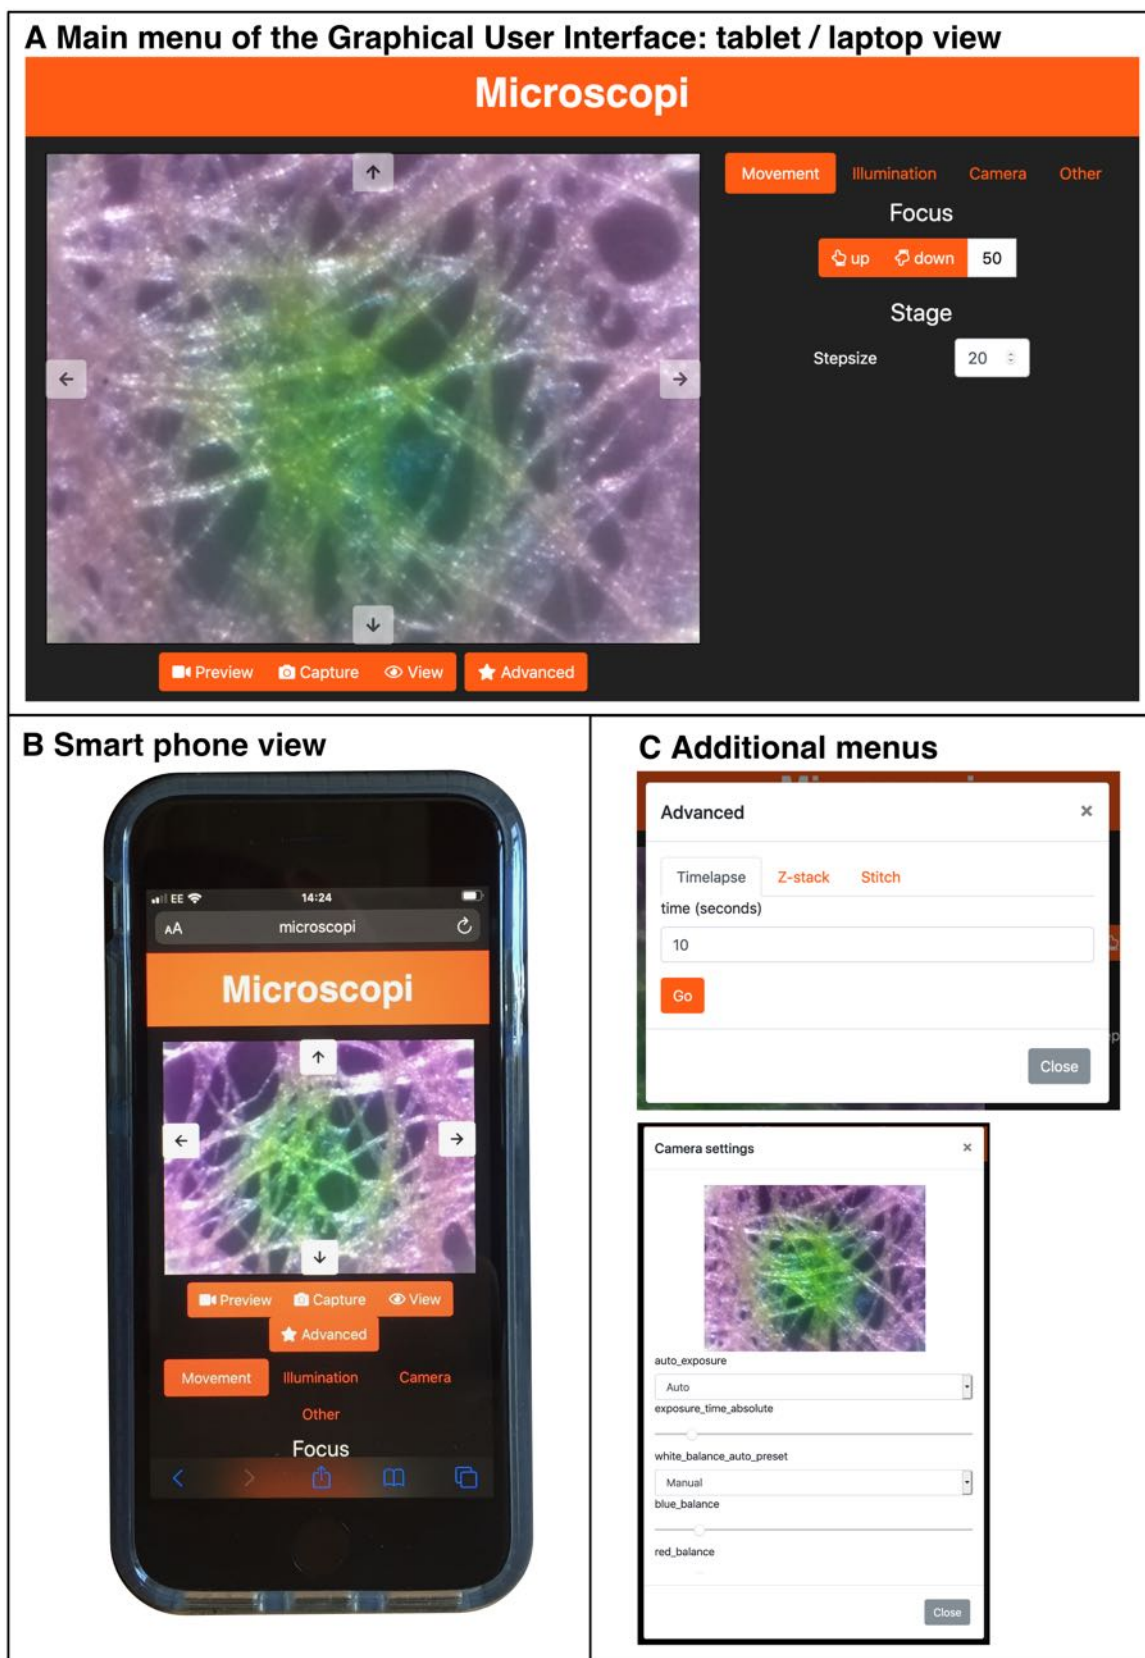 A Main menu of the Graphical User Interface: tablet / laptop view
Microscopi
Movement Illumination Camera Other
Focus
up down 50
Stage
Stepsize 20
Preview Capture View Advanced
B Smart phone view
EE 14:24
AA microscopi
Microscopi
Preview Capture View
Advanced
Movement Illumination Camera
Other
Focus
C Additional menus
Advanced ×
Timelapse Z-stack Stitch
time (seconds)
10
Go
Close
Camera settings ×
auto_exposure
Auto
exposure_time_absolute
white_balance_auto_preset
Manual
blue_balance
red_balance
Close